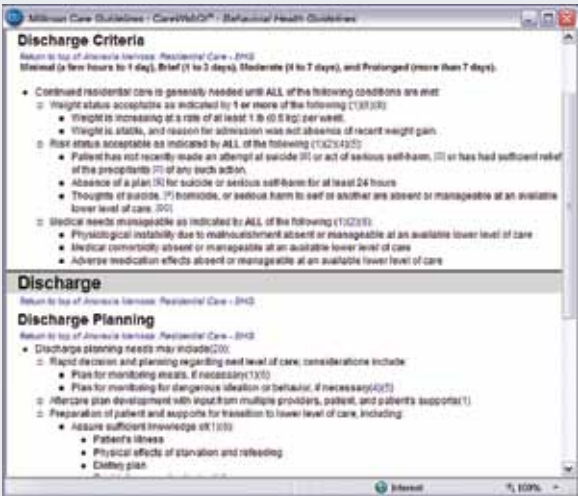 Milliman Care Guidelines - CareWebQI® - Behavioral Health Guidelines
Discharge Criteria
Return to top of Anorexia Nervosa: Residential Care - BHG
Minimal (a few hours to 1 day), Brief (1 to 3 days), Moderate (4 to 7 days), and Prolonged (more than 7 days).
Continued residential care is generally needed until ALL of the following conditions are met
Weight status acceptable as indicated by 1 or more of the following
Weight is increasing at a rate of at least 1 lb (0.5 kg) per week.
Weight is stable, and reason for admission was not absence of recent weight gain.
Risk status acceptable as indicated by ALL of the following (1)(2)(4)(5):
Patient has not recently made an attempt at suicide or act of serious self-harm, or has had sufficient relief
of the precipitants of any such action.
Absence of a plan for suicide or serious self-harm for at least 24 hours
Thoughts of suicide, homicide, or serious harm to self or another are absent or manageable at an available
lower level of care.
Medical needs manageable as indicated by ALL of the following
Physiological instability due to malnourishment absent or manageable at an available lower level of care
Medical comorbidity absent or manageable at an available lower level of care
Adverse medication effects absent or manageable at an available lower level of care
Discharge
Return to top of Anorexia Nervosa: Residential Care - BHG
Discharge Planning
Return to top of Anorexia Nervosa: Residential Care - BHG
Discharge planning needs may include(20):
Rapid decision and planning regarding next level of care; considerations include:
Plan for monitoring meals, if necessary(1)(6)
Plan for monitoring for dangerous ideation or behavior, if necessary(4)(5)
Aftercare plan development with input from multiple providers, patient, and patient's supports(1)
Preparation of patient and supports for transition to lower level of care, including:
Assure sufficient knowledge of(1)(6):
Patient's illness
Physical effects of starvation and refeeding
Dietary plan
Internet
100%